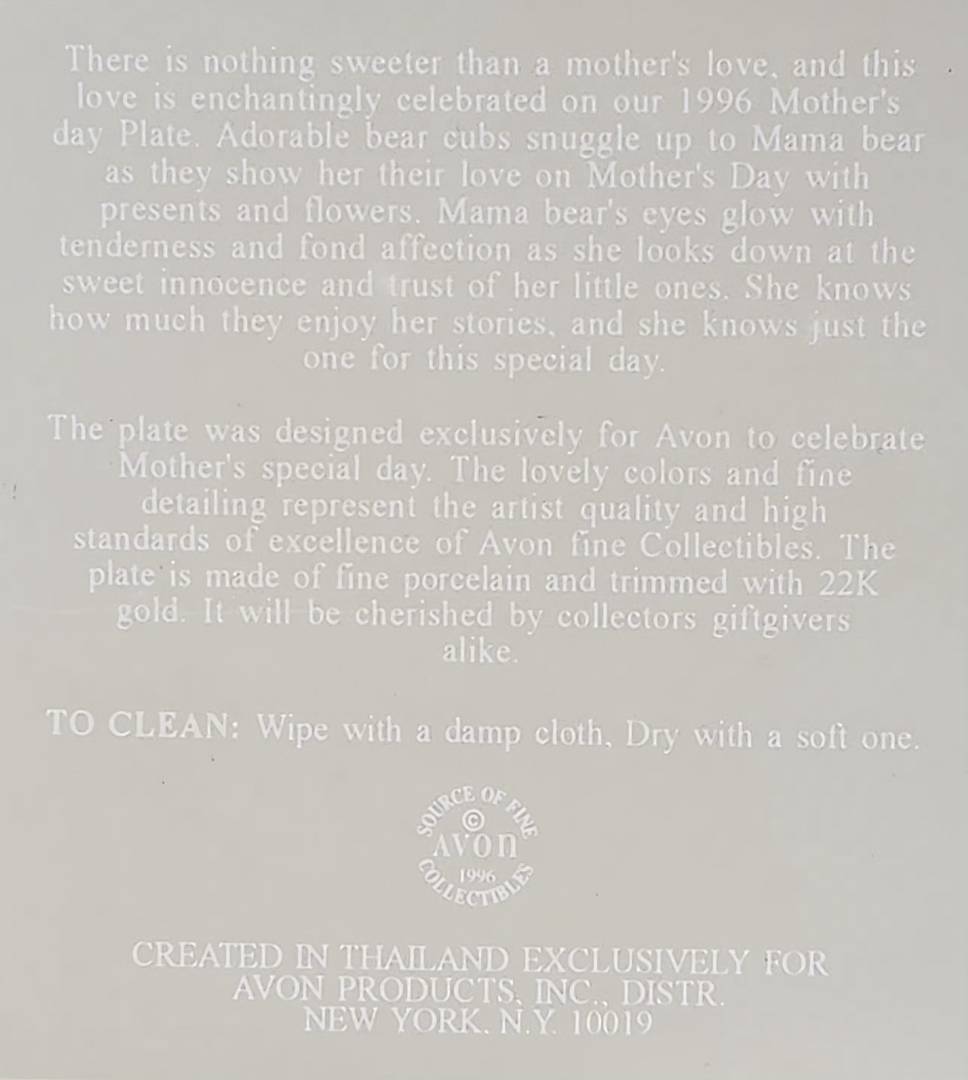 There is nothing sweeter than a mother's love, and this
love is enchantingly celebrated on our 1996 Mother's
day Plate. Adorable bear cubs snuggle up to Mama bear
as they show her their love on Mother's Day with
presents and flowers. Mama bear's eyes glow with
tenderness and fond affection as she looks down at the
sweet innocence and trust of her little ones. She knows
how much they enjoy her stories, and she knows just the
one for this special day.
The plate was designed exclusively for Avon to celebrate
Mother's special day. The lovely colors and fine
detailing represent the artist quality and high
standards of excellence of Avon fine Collectibles. The
plate is made of fine porcelain and trimmed with 22K
gold. It will be cherished by collectors giftgivers
alike.
TO CLEAN: Wipe with a damp cloth, Dry with a soft one.
SOURCE OF FINE
©
AVON
1996
COLLECTIBLES
CREATED IN THAILAND EXCLUSIVELY FOR
AVON PRODUCTS, INC., DISTR.
NEW YORK, N.Y. 10019